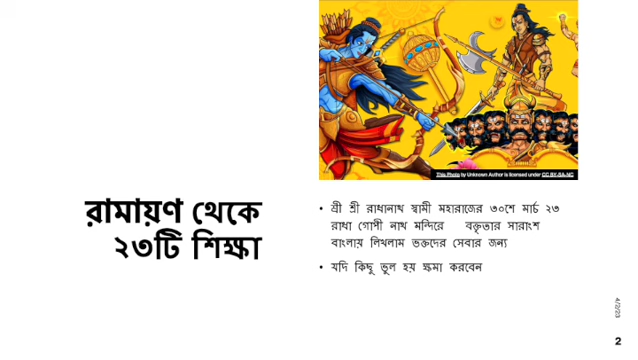 This Photo by Unknown Author is licensed under CC BY-SA-NC
রামায়ণ থেকে
২৩টি শিক্ষা
• শ্রী শ্রী রাধানাথ স্বামী মহারাজের ৩০শে মার্চ ২৩
রাধা গোপী নাথ মন্দিরে বক্তৃতার সারাংশ
বাংলায় লিখলাম ভক্তদের সেবার জন্য
• যদি কিছু ভুল হয় ক্ষমা করবেন
4/2/23
2